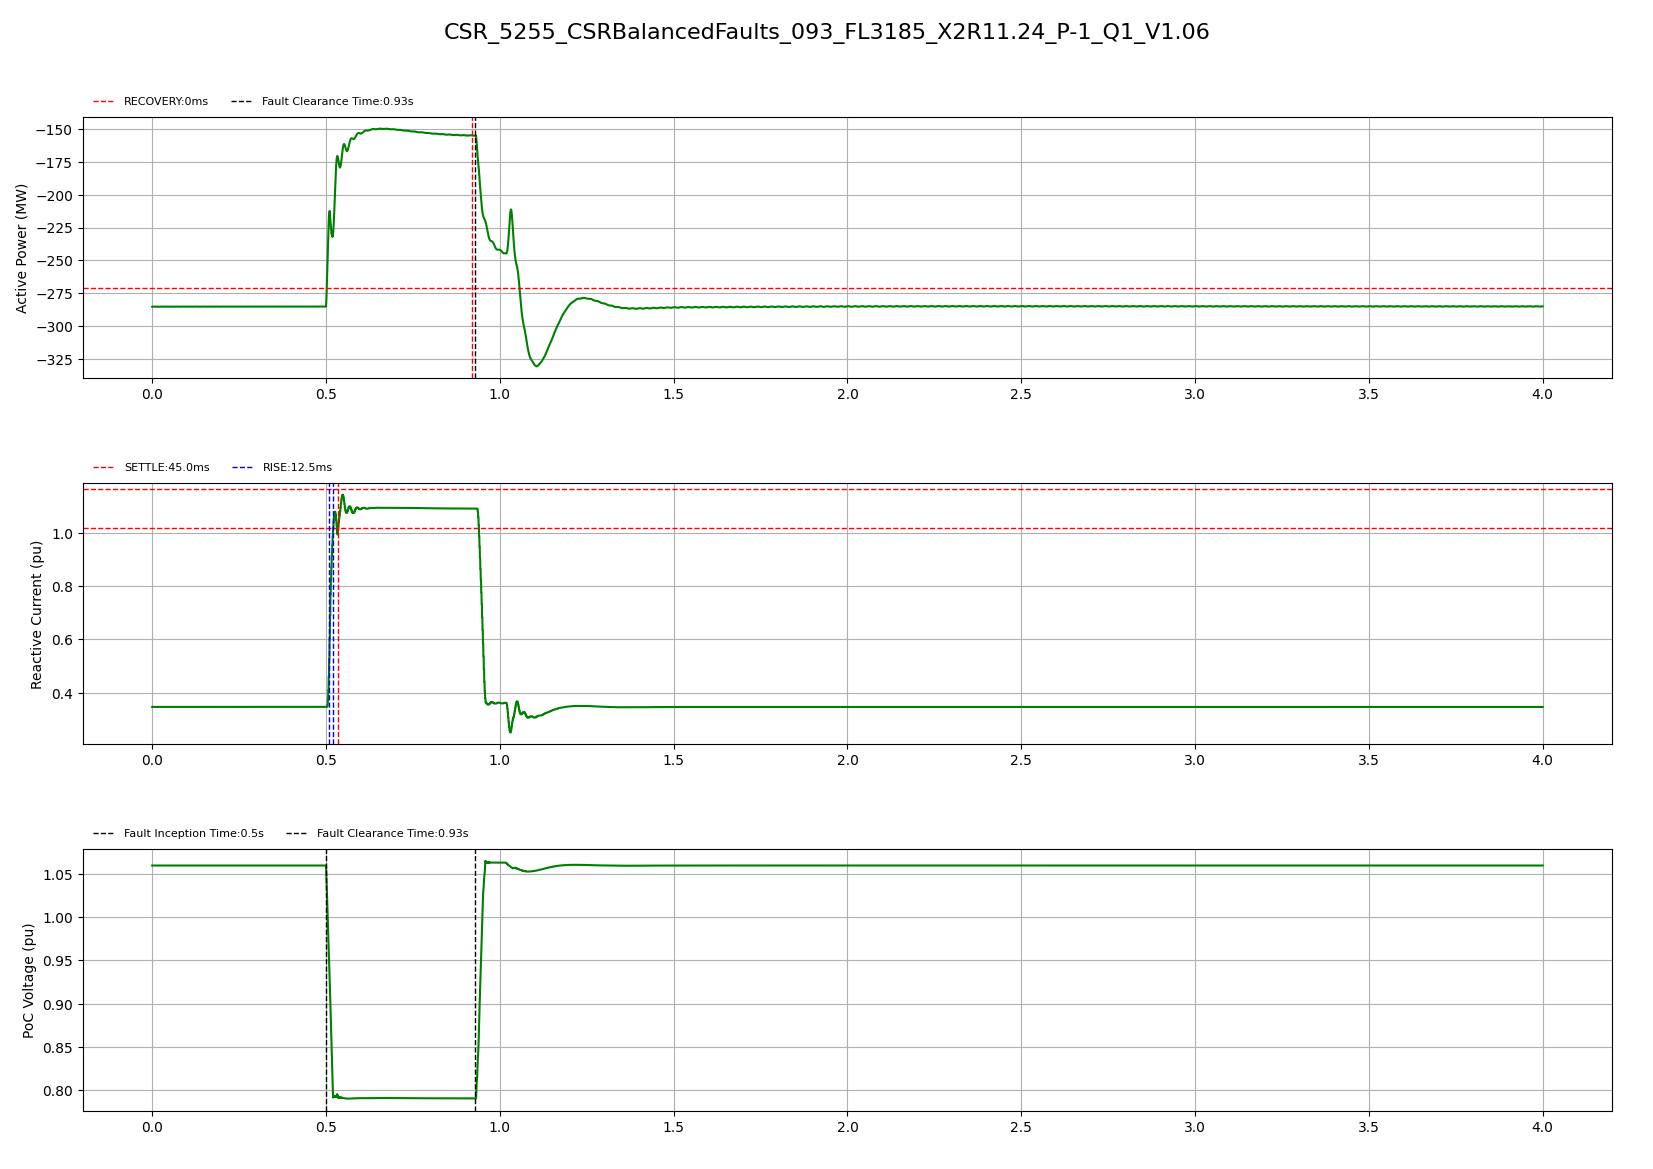 CSR_5255_CSRBalancedFaults_093_FL3185_X2R11.24_P-1_Q1_V1.06
RECOVERY:0ms Fault Clearance Time:0.93s
Active Power (MW)
−150
−175
−200
−225
−250
−275
−300
−325
0.0 0.5 1.0 1.5 2.0 2.5 3.0 3.5 4.0
SETTLE:45.0ms RISE:12.5ms
Reactive Current (pu)
1.0
0.8
0.6
0.4
0.0 0.5 1.0 1.5 2.0 2.5 3.0 3.5 4.0
Fault Inception Time:0.5s Fault Clearance Time:0.93s
PoC Voltage (pu)
1.05
1.00
0.95
0.90
0.85
0.80
0.0 0.5 1.0 1.5 2.0 2.5 3.0 3.5 4.0